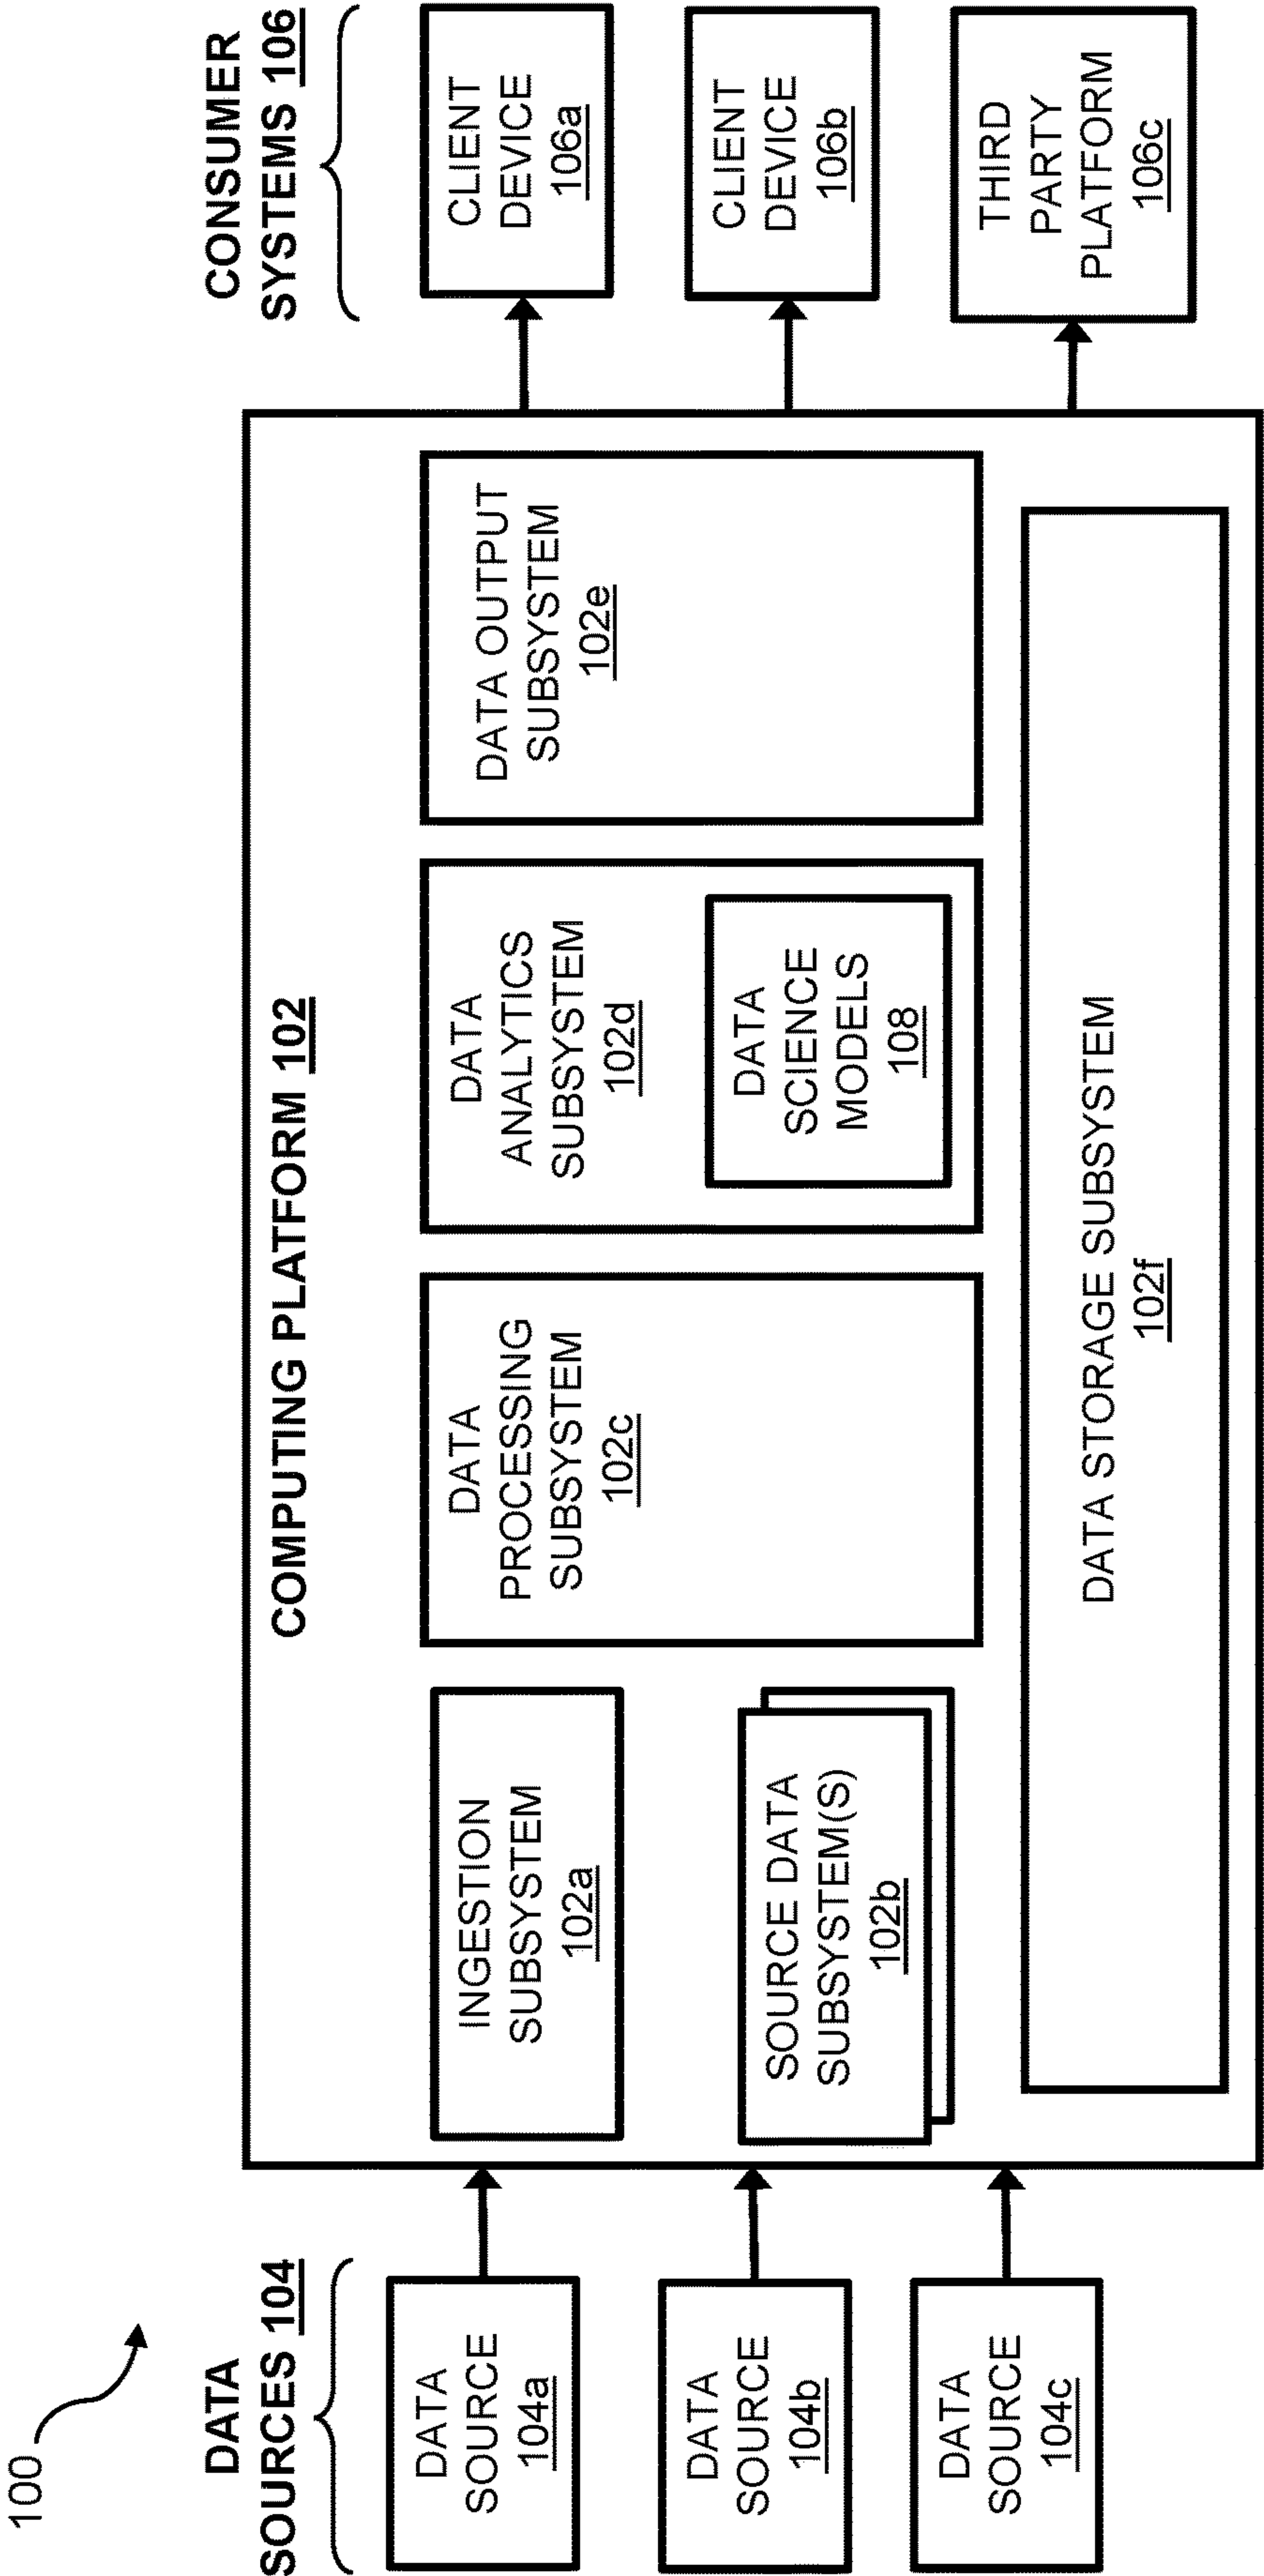 100
DATA
SOURCES 104
DATA
SOURCE
104a
DATA
SOURCE
104b
DATA
SOURCE
104c
COMPUTING PLATFORM 102
INGESTION
SUBSYSTEM
102a
SOURCE DATA
SUBSYSTEM(S)
102b
DATA
PROCESSING
SUBSYSTEM
102c
DATA
ANALYTICS
SUBSYSTEM
102d
DATA
SCIENCE
MODELS
108
DATA OUTPUT
SUBSYSTEM
102e
DATA STORAGE SUBSYSTEM
102f
CONSUMER
SYSTEMS 106
CLIENT
DEVICE
106a
CLIENT
DEVICE
106b
THIRD
PARTY
PLATFORM
106c